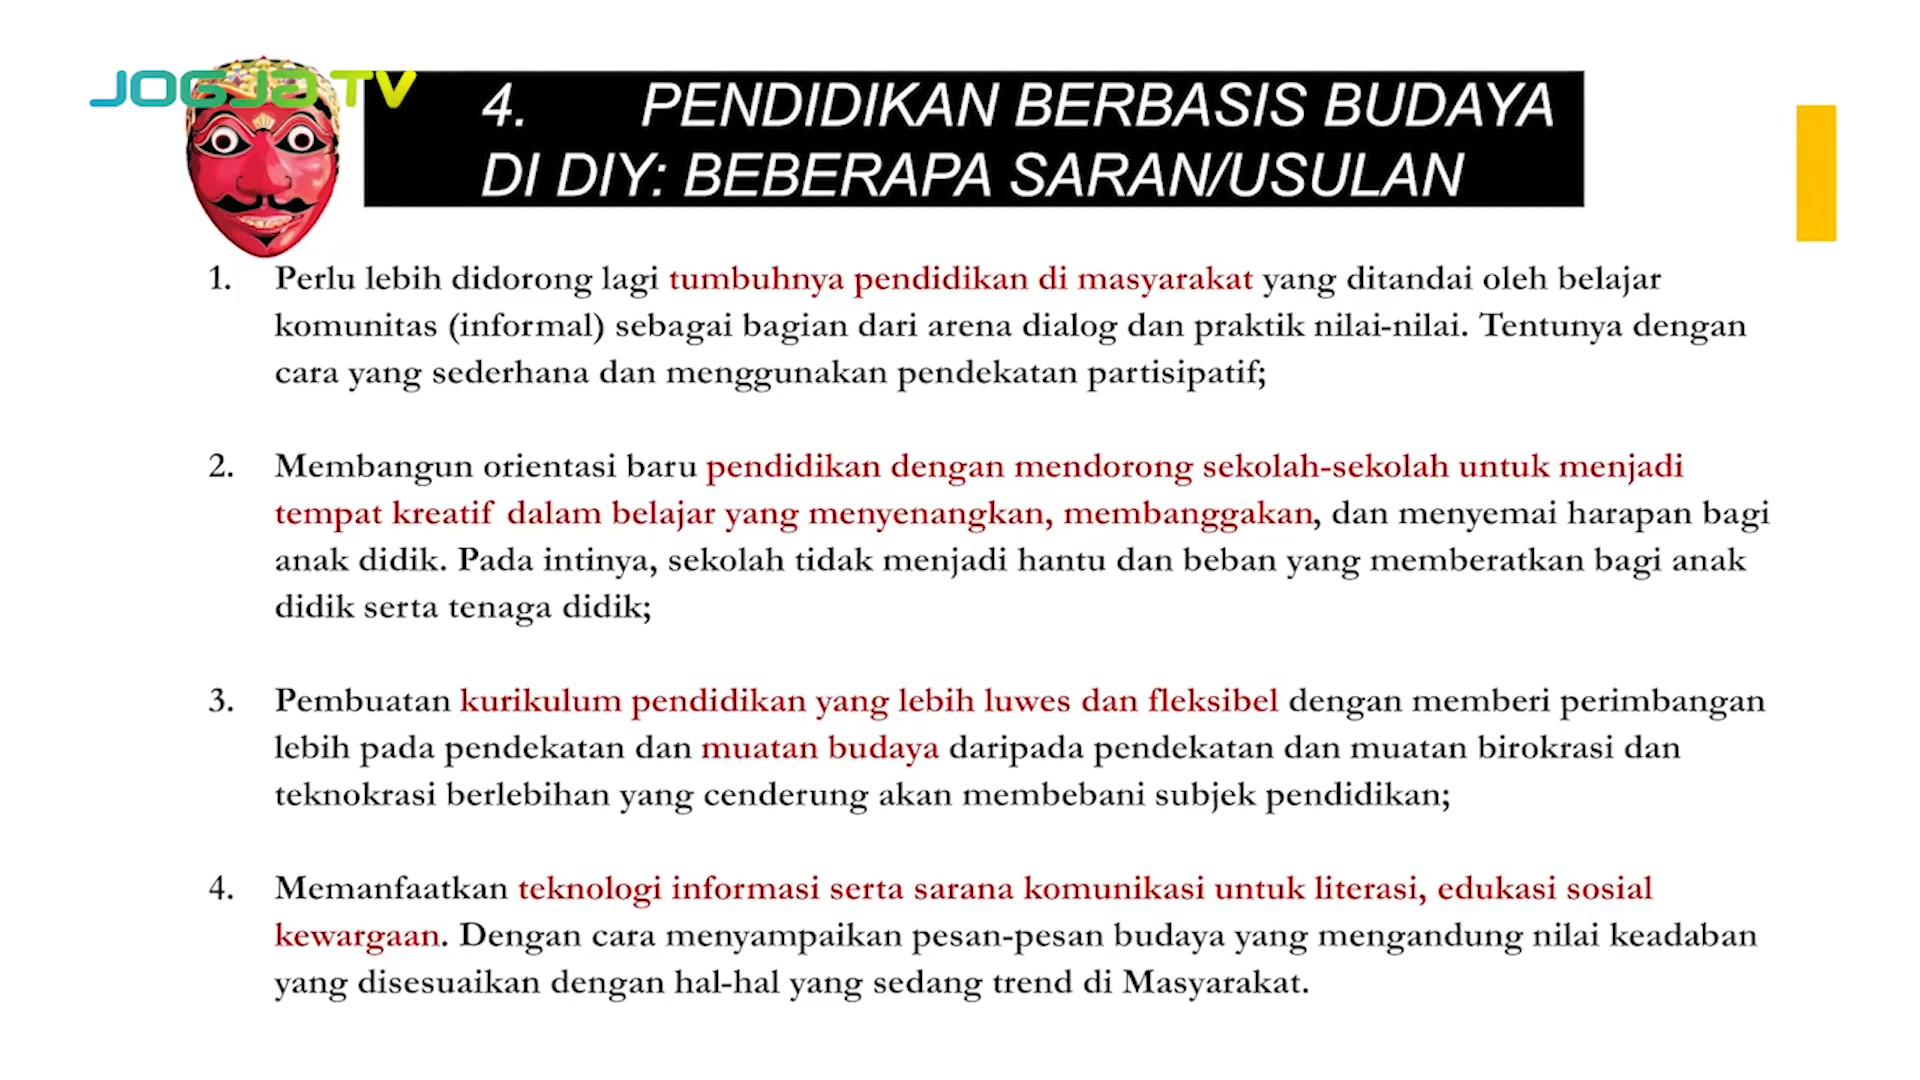 JOGJA TV
4. PENDIDIKAN BERBASIS BUDAYA
DI DIY: BEBERAPA SARAN/USULAN
1. Perlu lebih didorong lagi tumbuhnya pendidikan di masyarakat yang ditandai oleh belajar
komunitas (informal) sebagai bagian dari arena dialog dan praktik nilai-nilai. Tentunya dengan
cara yang sederhana dan menggunakan pendekatan partisipatif;
2. Membangun orientasi baru pendidikan dengan mendorong sekolah-sekolah untuk menjadi
tempat kreatif dalam belajar yang menyenangkan, membanggakan, dan menyemai harapan bagi
anak didik. Pada intinya, sekolah tidak menjadi hantu dan beban yang memberatkan bagi anak
didik serta tenaga didik;
3. Pembuatan kurikulum pendidikan yang lebih luwes dan fleksibel dengan memberi perimbangan
lebih pada pendekatan dan muatan budaya daripada pendekatan dan muatan birokrasi dan
teknokrasi berlebihan yang cenderung akan membebani subjek pendidikan;
4. Memanfaatkan teknologi informasi serta sarana komunikasi untuk literasi, edukasi sosial
kewargaan. Dengan cara menyampaikan pesan-pesan budaya yang mengandung nilai keadaban
yang disesuaikan dengan hal-hal yang sedang trend di Masyarakat.